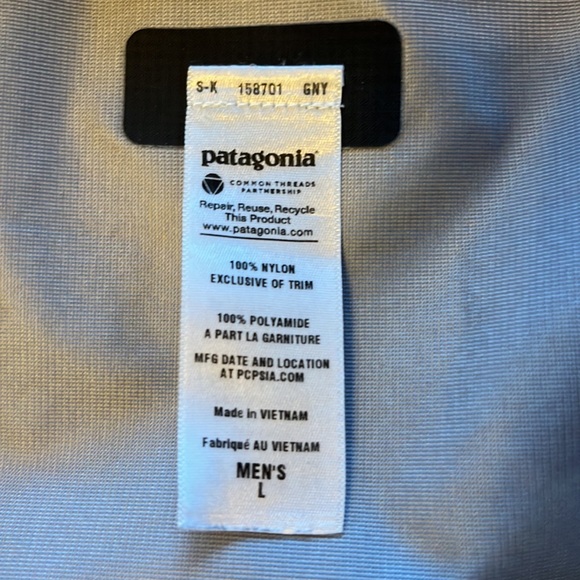 S-K 158701 GNY
patagonia®
COMMON THREADS
PARTNERSHIP
Repair, Reuse, Recycle
This Product
www.patagonia.com
100% NYLON
EXCLUSIVE OF TRIM
100% POLYAMIDE
A PART LA GARNITURE
MFG DATE AND LOCATION
AT PCPSIA.COM
Made in VIETNAM
Fabriqué AU VIETNAM
MEN'S
L